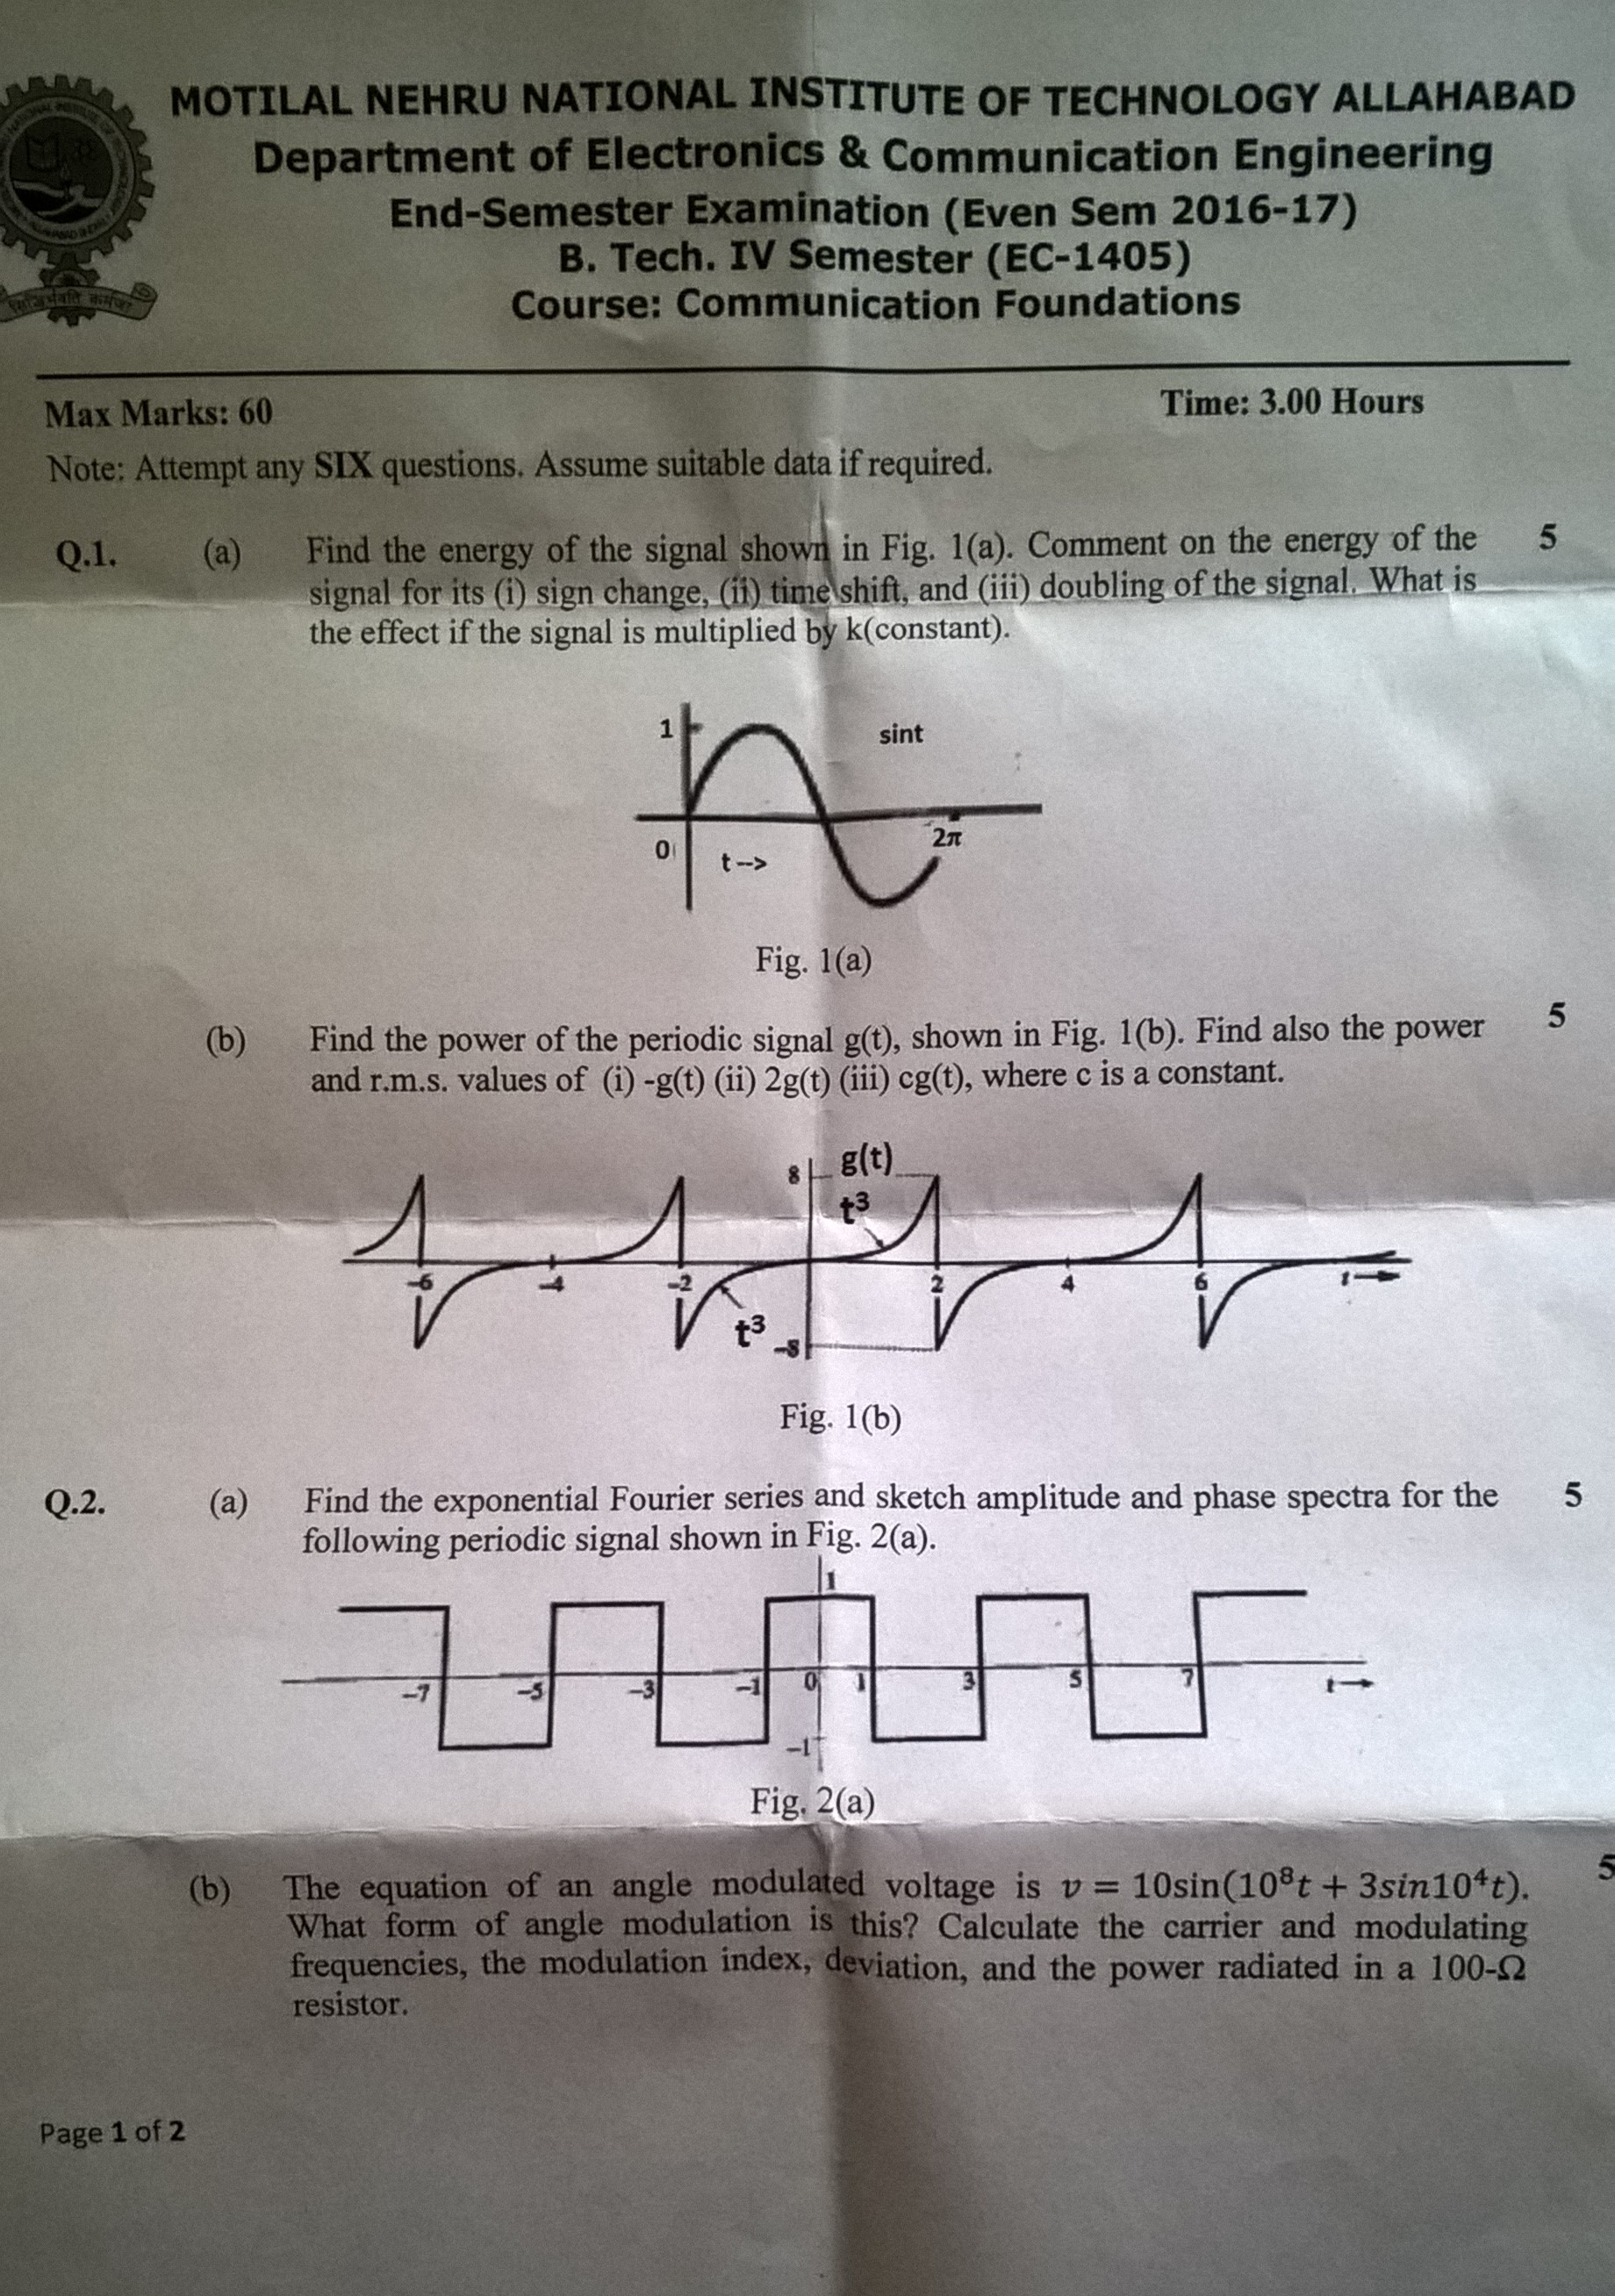 MOTILAL NEHRU NATIONAL INSTITUTE OF TECHNOLOGY ALLAHABAD
Department of Electronics & Communication Engineering
End-Semester Examination (Even Sem 2016-17)
B. Tech. IV Semester (EC-1405)
Course: Communication Foundations
Max Marks: 60 Time: 3.00 Hours
Note: Attempt any SIX questions. Assume suitable data if required.
Q.1. (a) Find the energy of the signal shown in Fig. 1(a). Comment on the energy of the 5
signal for its (i) sign change, (ii) time shift, and (iii) doubling of the signal. What is
the effect if the signal is multiplied by k(constant).
1 sint
0 t --> 2π
Fig. 1(a)
(b) Find the power of the periodic signal g(t), shown in Fig. 1(b). Find also the power 5
and r.m.s. values of (i) -g(t) (ii) 2g(t) (iii) cg(t), where c is a constant.
8 g(t)
t³
-6 -4 -2 2 4 6 t
t³ -8
Fig. 1(b)
Q.2. (a) Find the exponential Fourier series and sketch amplitude and phase spectra for the 5
following periodic signal shown in Fig. 2(a).
1
-7 -5 -3 -1 0 1 3 5 7 t
-1
Fig. 2(a)
(b) The equation of an angle modulated voltage is v = 10sin(10⁸t + 3sin10⁴t). 5
What form of angle modulation is this? Calculate the carrier and modulating
frequencies, the modulation index, deviation, and the power radiated in a 100-Ω
resistor.
Page 1 of 2